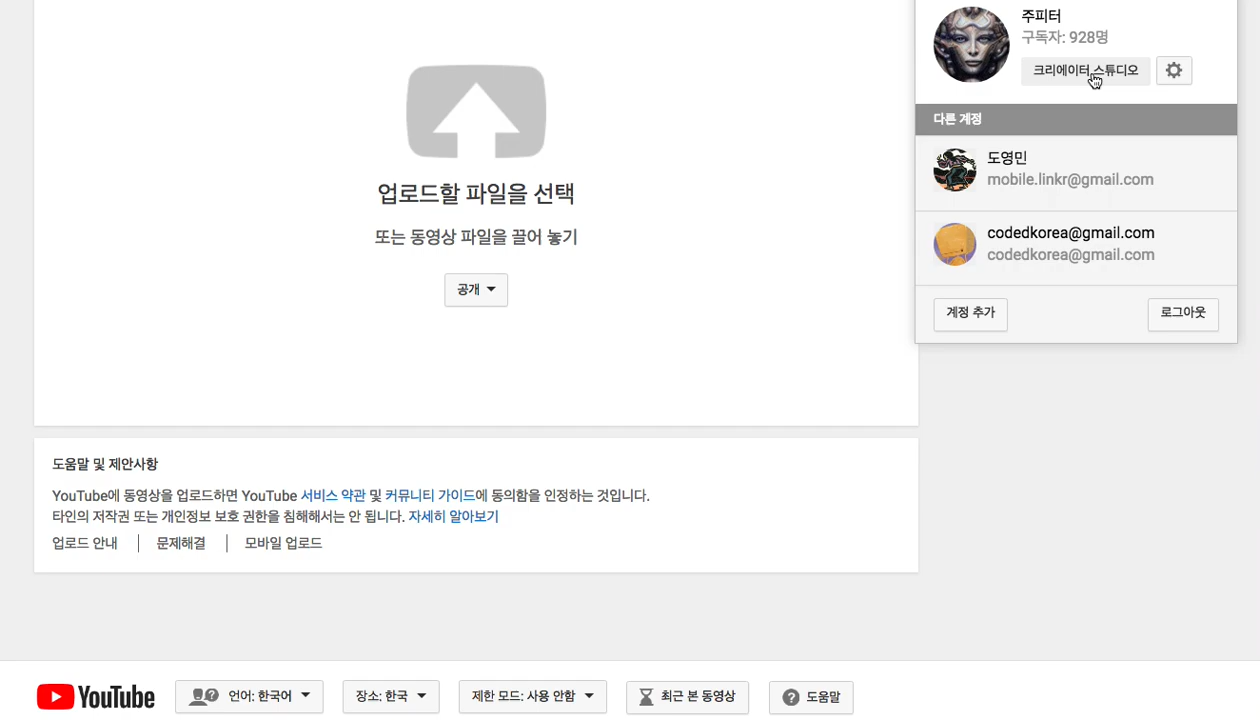 주피터
구독자: 928명
크리에이터 스튜디오
다른 계정
도영민
mobile.linkr@gmail.com
codedkorea@gmail.com
codedkorea@gmail.com
계정 추가
로그아웃
업로드할 파일을 선택
또는 동영상 파일을 끌어 놓기
공개
도움말 및 제안사항
YouTube에 동영상을 업로드하면 YouTube 서비스 약관 및 커뮤니티 가이드에 동의함을 인정하는 것입니다.
타인의 저작권 또는 개인정보 보호 권한을 침해해서는 안 됩니다. 자세히 알아보기
업로드 안내 문제해결 모바일 업로드
YouTube 언어: 한국어 장소: 한국 제한 모드: 사용 안함 최근 본 동영상 도움말